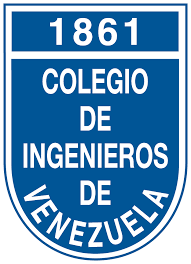 1861
COLEGIO
DE
INGENIEROS
DE
VENEZUELA